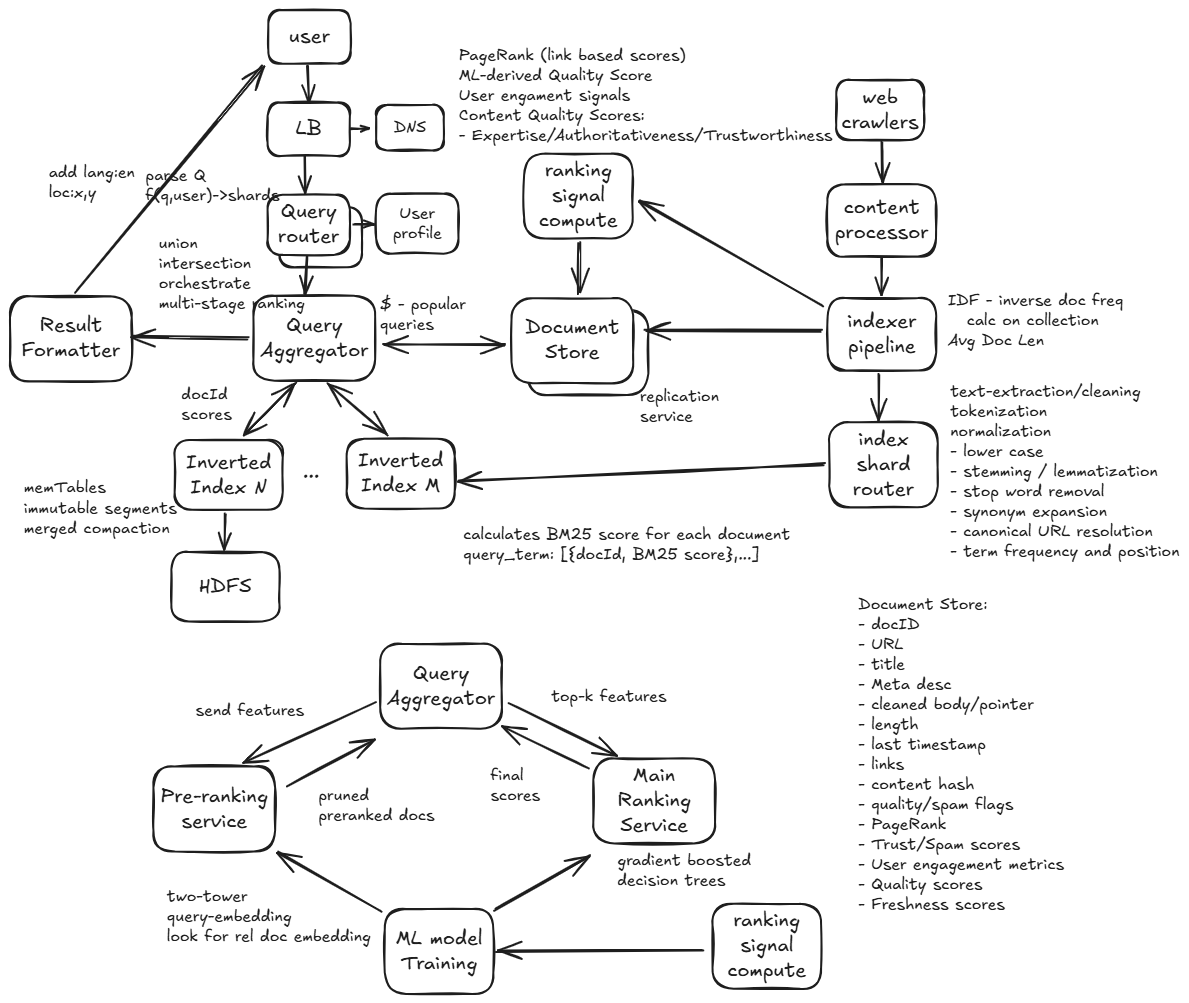 user
LB
DNS
add lang:en
loc:x,y
parse Q
f(q,user)->shards
Query
router
User
profile
union
intersection
orchestrate
multi-stage ranking
Result
Formatter
Query
Aggregator
$ - popular
queries
docId
scores
Inverted
Index N
...
Inverted
Index M
memTables
immutable segments
merged compaction
HDFS
PageRank (link based scores)
ML-derived Quality Score
User engament signals
Content Quality Scores:
- Expertise/Authoritativeness/Trustworthiness
ranking
signal
compute
Document
Store
replication
service
web
crawlers
content
processor
indexer
pipeline
IDF - inverse doc freq
calc on collection
Avg Doc Len
index
shard
router
text-extraction/cleaning
tokenization
normalization
- lower case
- stemming / lemmatization
- stop word removal
- synonym expansion
- canonical URL resolution
- term frequency and position
calculates BM25 score for each document
query_term: [{docId, BM25 score},...]
Document Store:
- docID
- URL
- title
- Meta desc
- cleaned body/pointer
- length
- last timestamp
- links
- content hash
- quality/spam flags
- PageRank
- Trust/Spam scores
- User engagement metrics
- Quality scores
- Freshness scores
Query
Aggregator
send features
top-k features
Pre-ranking
service
pruned
preranked docs
final
scores
Main
Ranking
Service
gradient boosted
decision trees
two-tower
query-embedding
look for rel doc embedding
ML model
Training
ranking
signal
compute